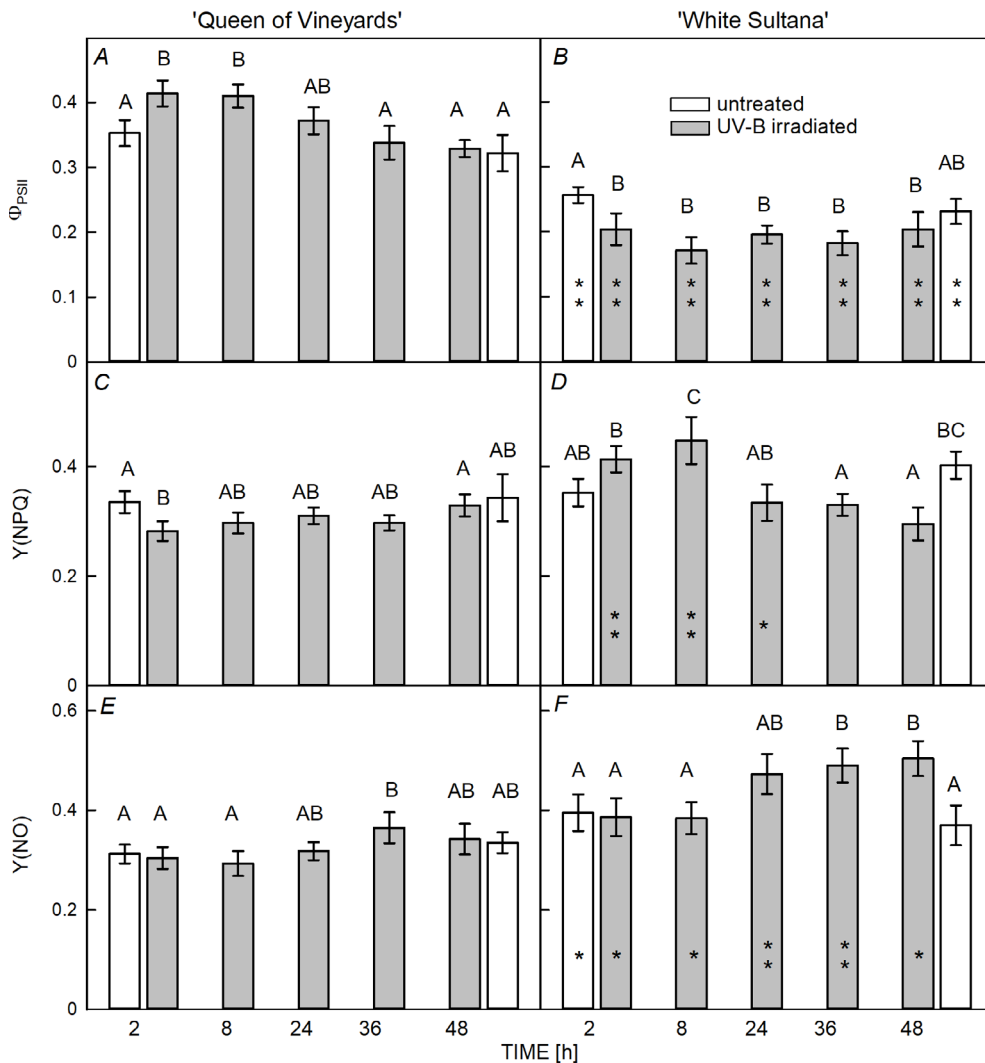 'Queen of Vineyards' 'White Sultana'
A B
A B B AB A A A
untreated
UV-B irradiated
A B B B B B AB
0.4
0.3
0.2
0.1
0
Φ_PSII
** ** ** ** ** ** **
C D
A B AB AB AB A AB
AB B C AB A A BC
0.4
0.2
0
Y(NPQ)
** ** *
E F
A A A AB B AB AB
A A A AB B B A
0.6
0.4
0.2
0
Y(NO)
* * * ** ** *
2 8 24 36 48 2 8 24 36 48
TIME [h]